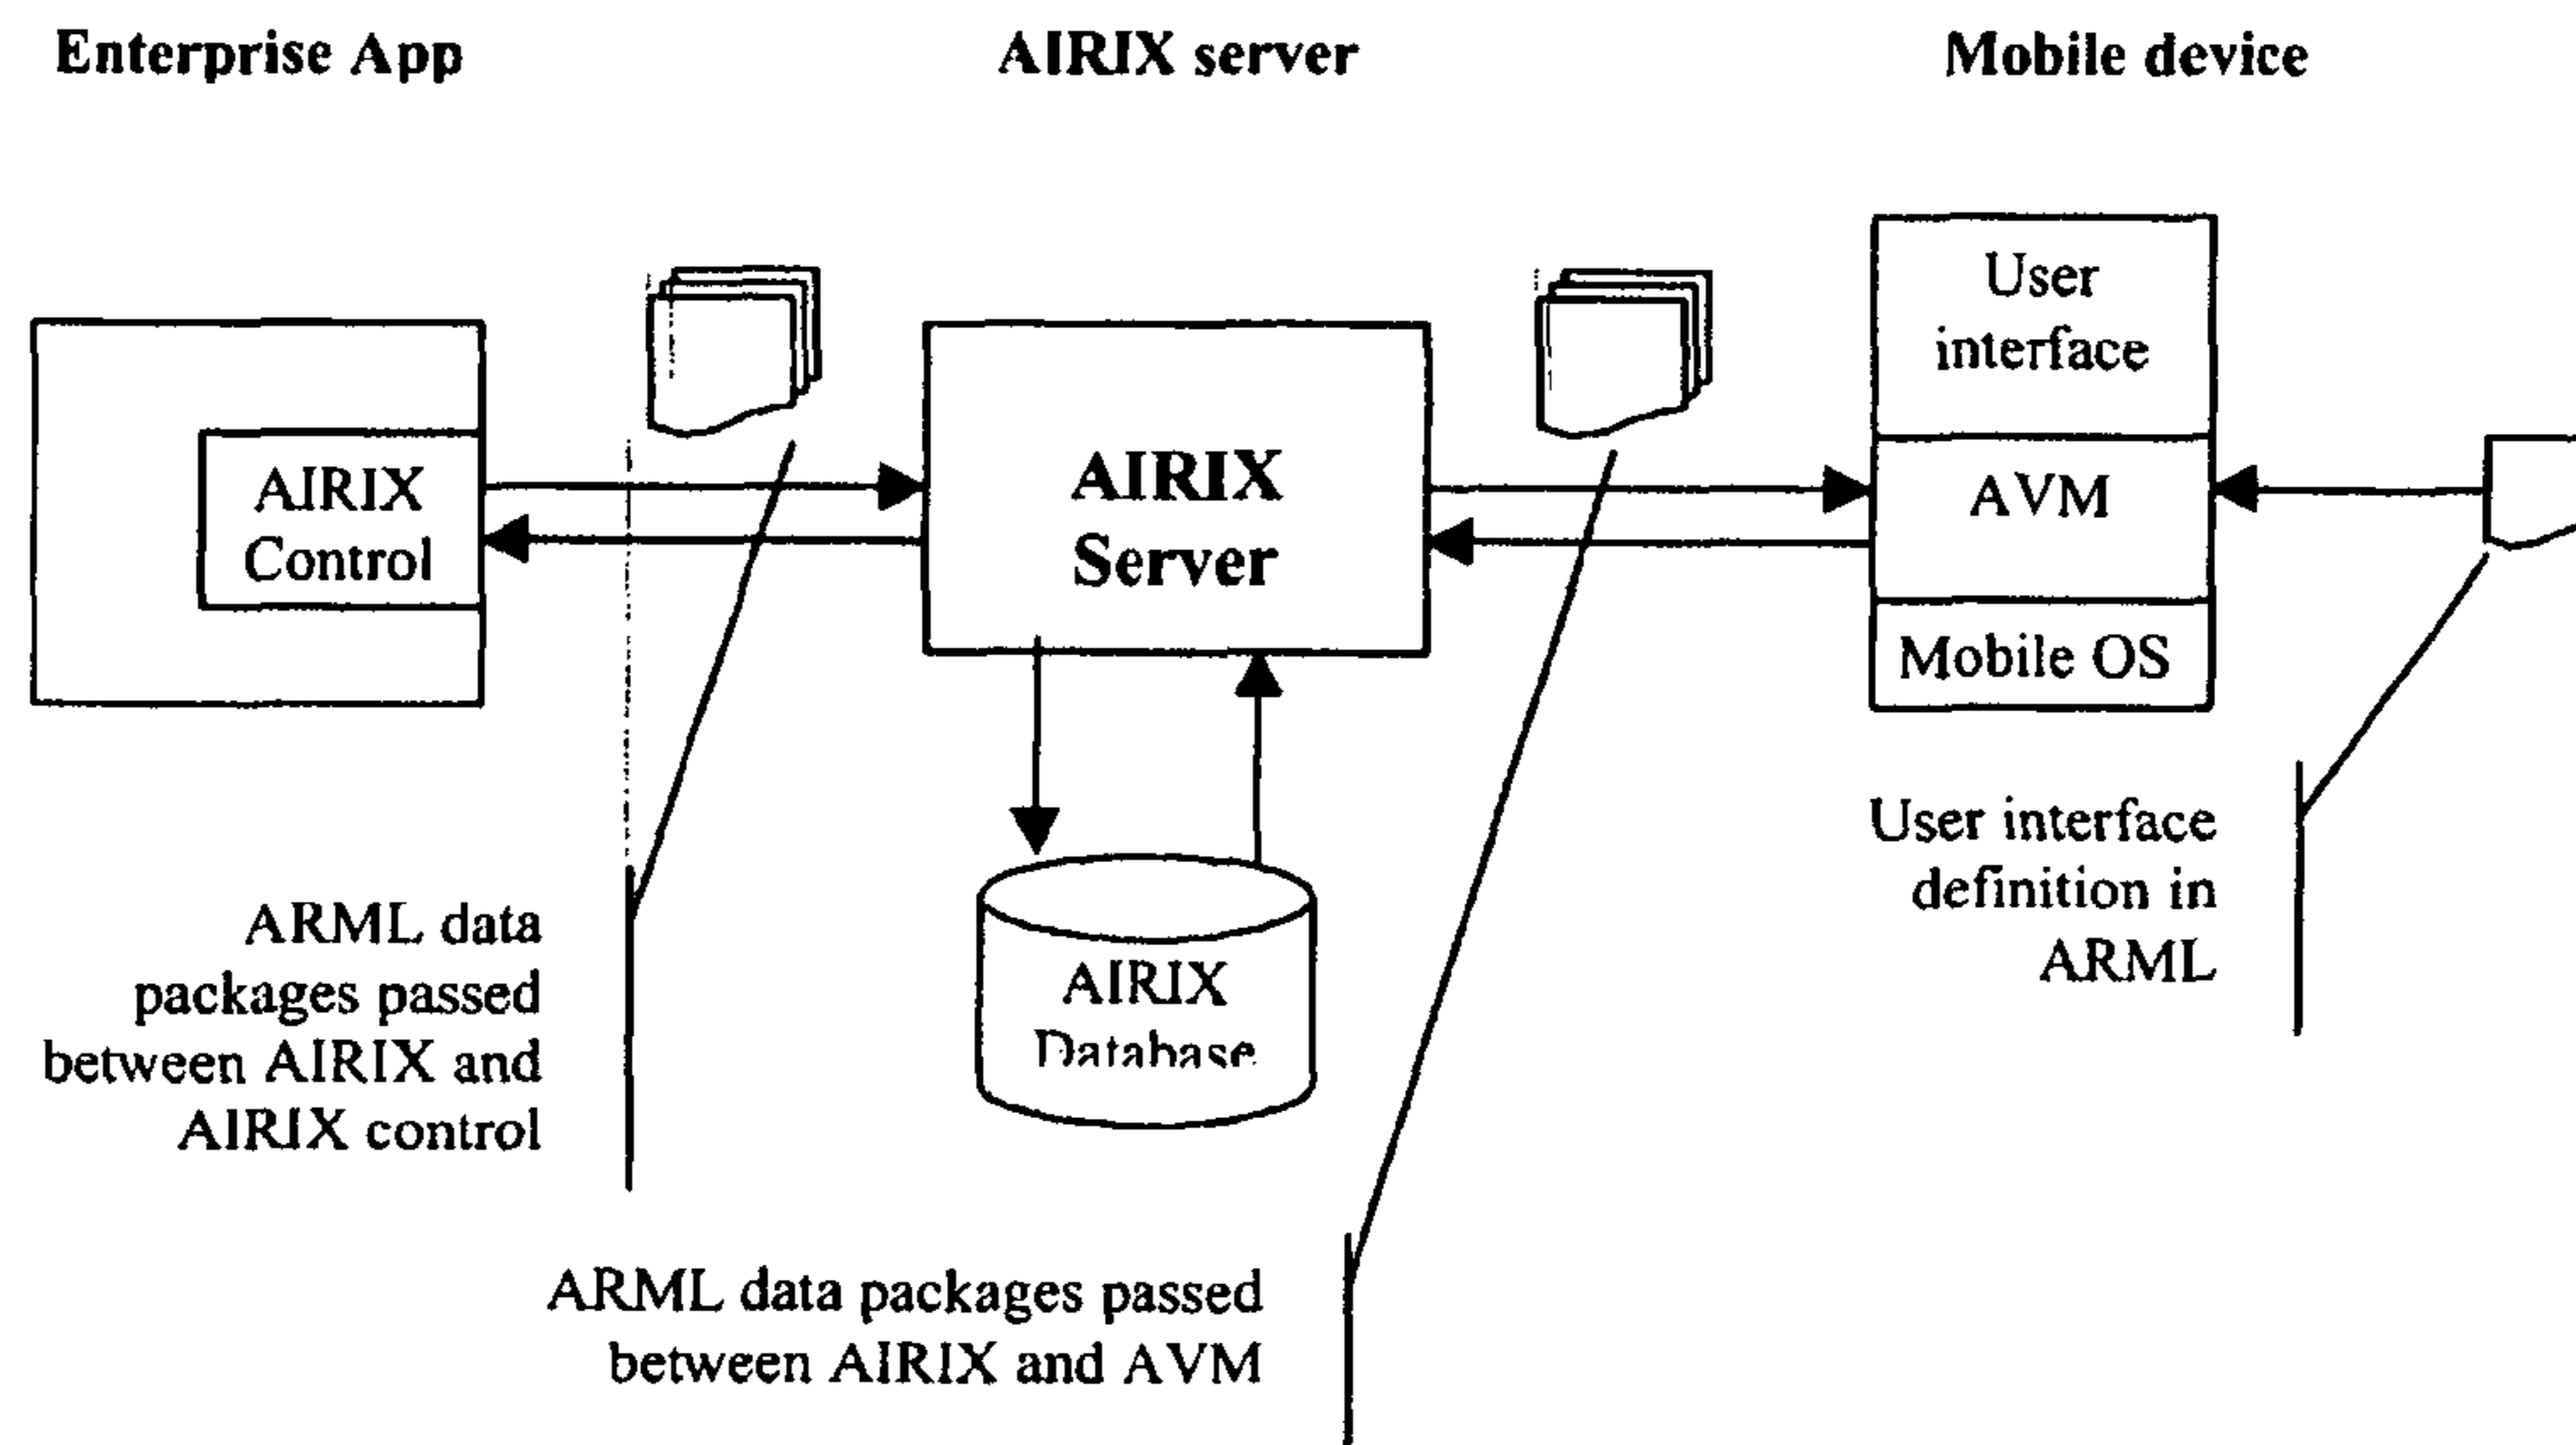 Enterprise App
AIRIX server
Mobile device
AIRIX
Control
AIRIX
Server
User
interface
AVM
Mobile OS
AIRIX
Database
ARML data
packages passed
between AIRIX and
AIRIX control
ARML data packages passed
between AIRIX and AVM
User interface
definition in
ARML